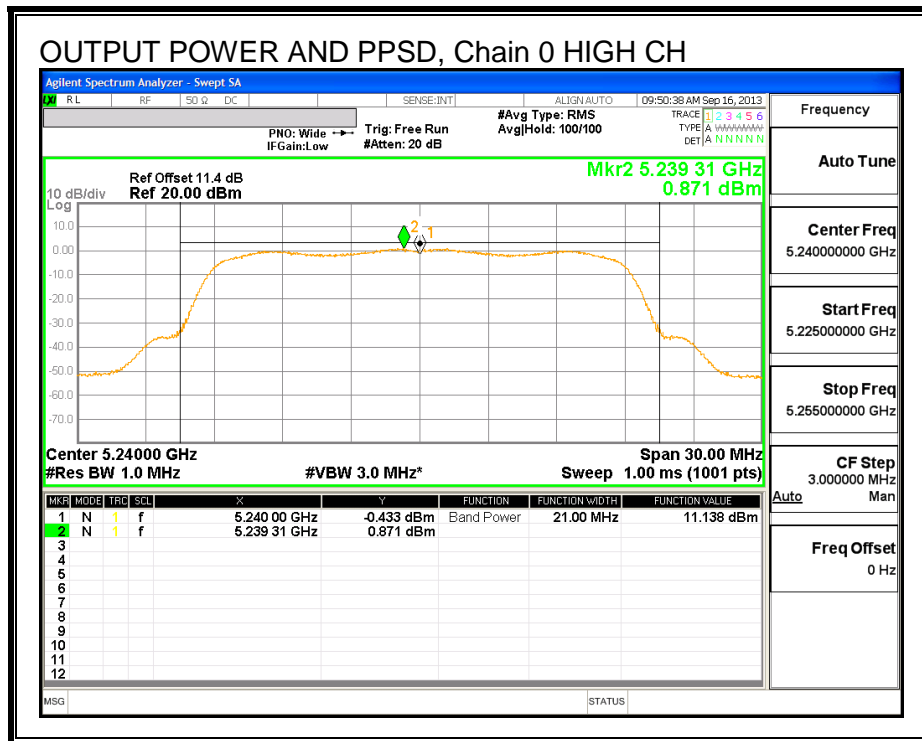 OUTPUT POWER AND PPSD, Chain 0 HIGH CH
Agilent Spectrum Analyzer - Swept SA
LXI RL RF 50 Ω DC SENSE:INT ALIGN AUTO 09:50:38 AM Sep 16, 2013
#Avg Type: RMS TRACE 1 2 3 4 5 6
PNO: Wide Trig: Free Run Avg|Hold: 100/100 TYPE A WWWWW
IFGain:Low #Atten: 20 dB DET A N N N N N
Mkr2 5.239 31 GHz
0.871 dBm
Ref Offset 11.4 dB
10 dB/div Ref 20.00 dBm
Log
10.0
0.00
-10.0
-20.0
-30.0
-40.0
-50.0
-60.0
-70.0
2 1
Center 5.24000 GHz Span 30.00 MHz
#Res BW 1.0 MHz #VBW 3.0 MHz* Sweep 1.00 ms (1001 pts)
MKR MODE TRC SCL X Y FUNCTION FUNCTION WIDTH FUNCTION VALUE
1 N 1 f 5.240 00 GHz -0.433 dBm Band Power 21.00 MHz 11.138 dBm
2 N 1 f 5.239 31 GHz 0.871 dBm
3
4
5
6
7
8
9
10
11
12
MSG STATUS
Frequency
Auto Tune
Center Freq
5.240000000 GHz
Start Freq
5.225000000 GHz
Stop Freq
5.255000000 GHz
CF Step
3.000000 MHz
Auto Man
Freq Offset
0 Hz